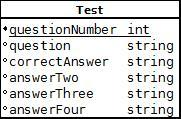 Test
questionNumber int
question string
correctAnswer string
answerTwo string
answerThree string
answerFour string